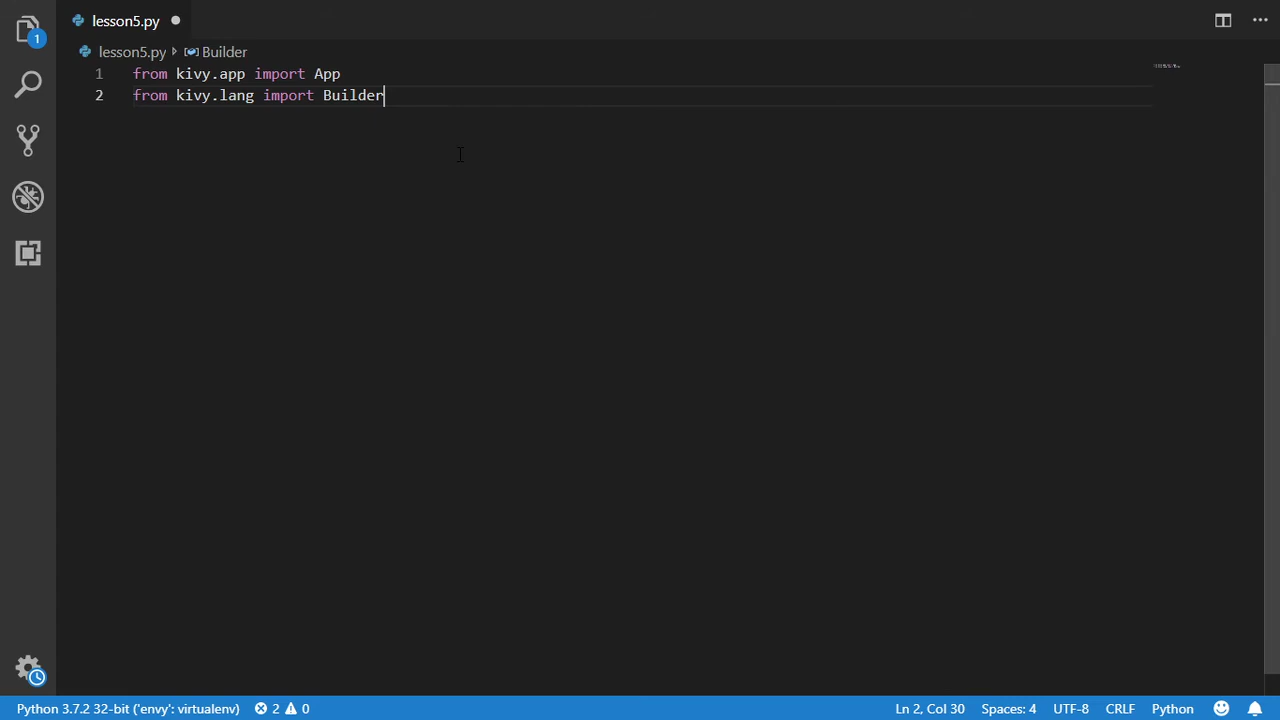 lesson5.py
lesson5.py Builder
1 from kivy.app import App
2 from kivy.lang import Builder
1
Python 3.7.2 32-bit ('envy': virtualenv) 2 0 Ln 2, Col 30 Spaces: 4 UTF-8 CRLF Python